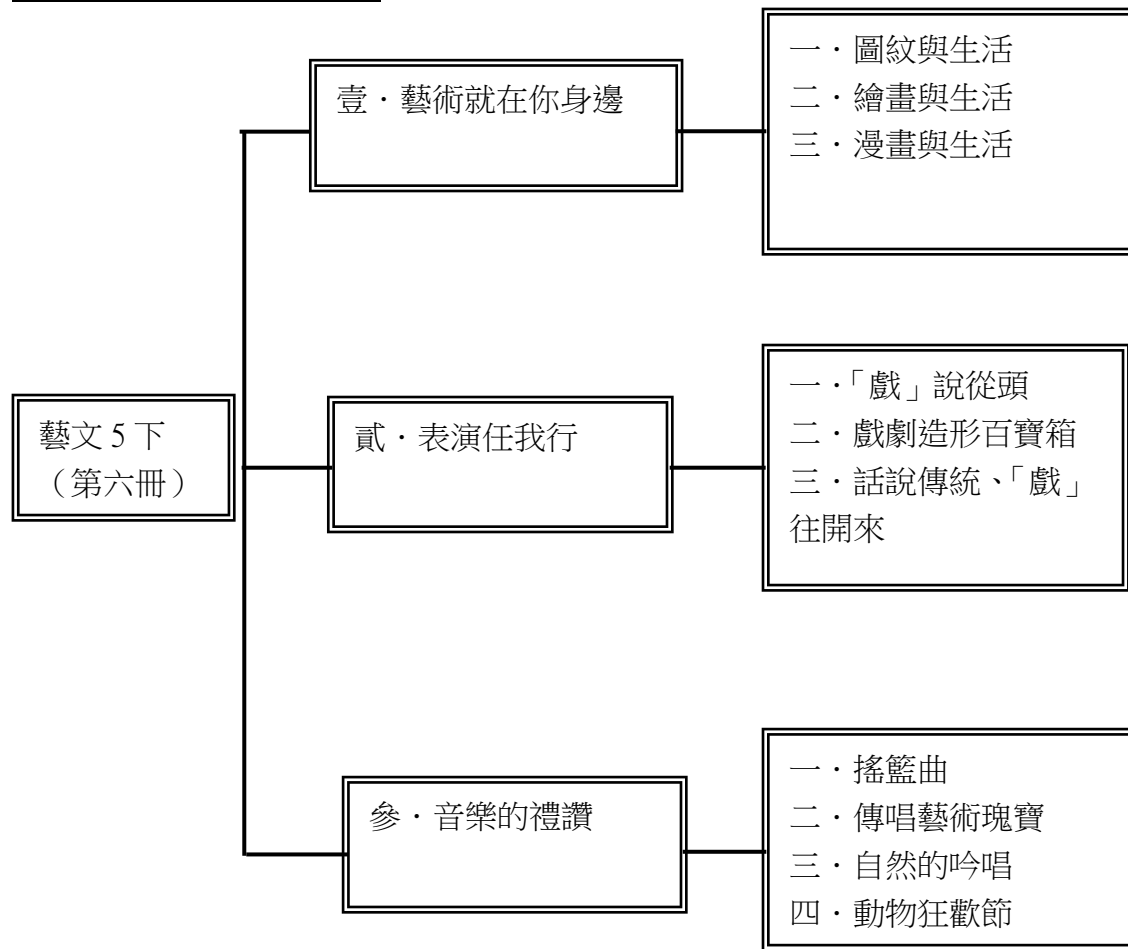 藝文 5 下
（第六冊）
壹．藝術就在你身邊
一．圖紋與生活
二．繪畫與生活
三．漫畫與生活
貳．表演任我行
一．「戲」說從頭
二．戲劇造形百寶箱
三．話說傳統、「戲」
往開來
參．音樂的禮讚
一．搖籃曲
二．傳唱藝術瑰寶
三．自然的吟唱
四．動物狂歡節